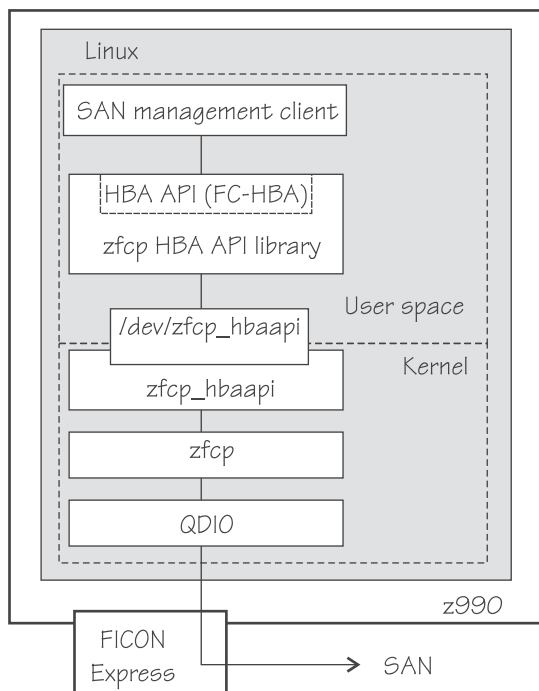 Linux
SAN management client
HBA API (FC-HBA)
zfcp HBA API library
User space
/dev/zfcp_hbaapi
Kernel
zfcp_hbaapi
zfcp
QDIO
z990
FICON
Express
SAN